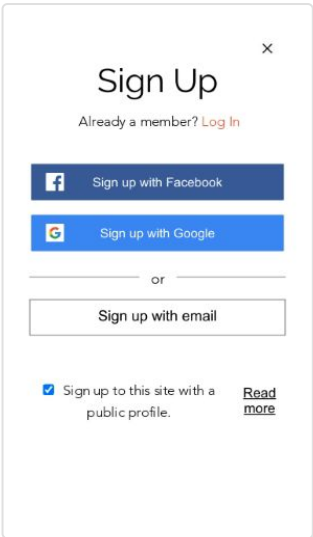 Sign Up
Already a member? Log In
Sign up with Facebook
Sign up with Google
or
Sign up with email
Sign up to this site with a
public profile.
Read
more